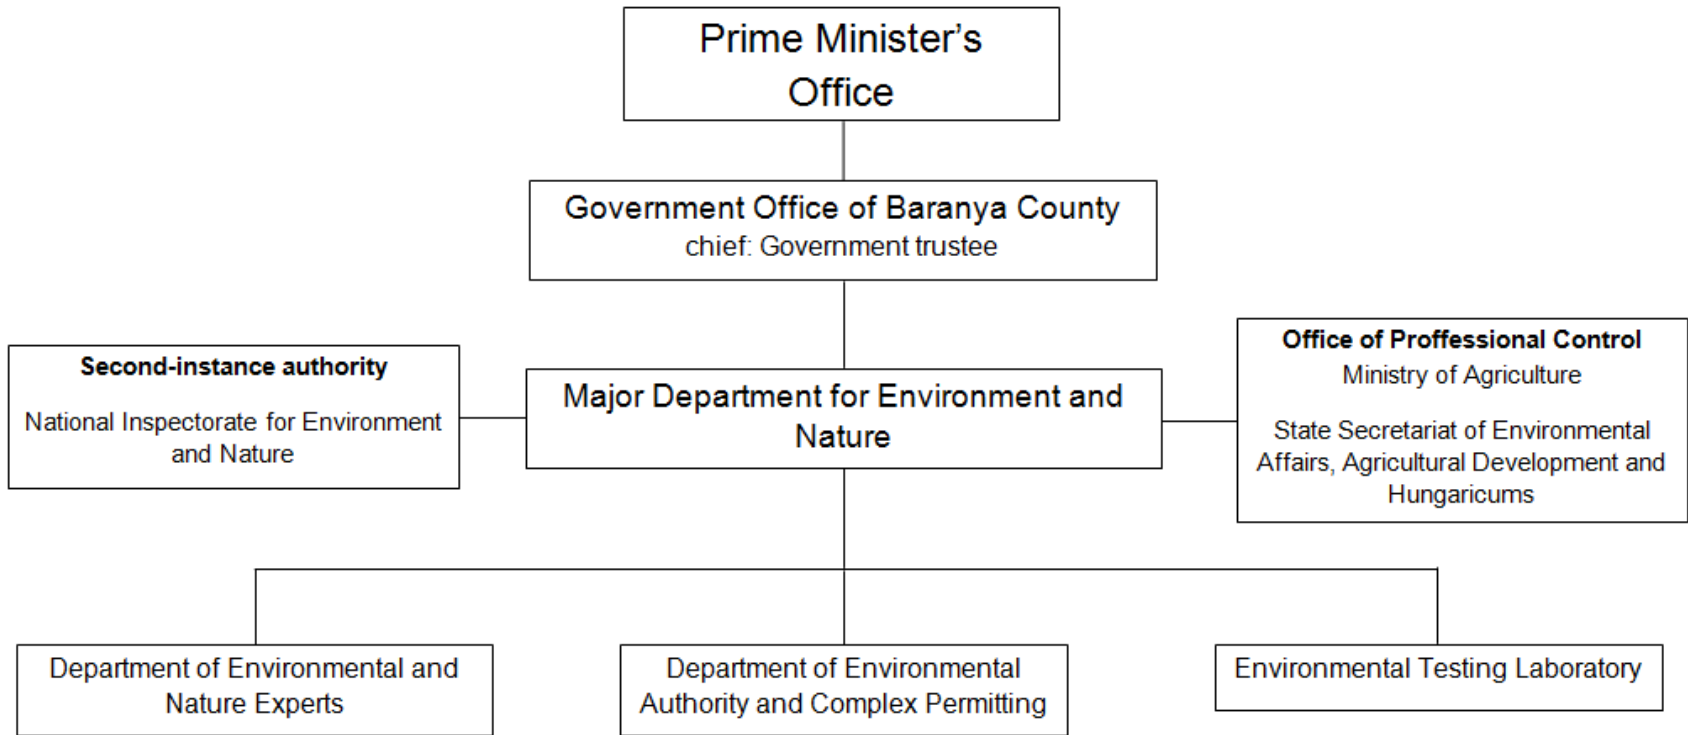 Prime Minister’s
Office
Government Office of Baranya County
chief: Government trustee
Second-instance authority
National Inspectorate for Environment
and Nature
Major Department for Environment and
Nature
Office of Proffessional Control
Ministry of Agriculture
State Secretariat of Environmental
Affairs, Agricultural Development and
Hungaricums
Department of Environmental and
Nature Experts
Department of Environmental
Authority and Complex Permitting
Environmental Testing Laboratory